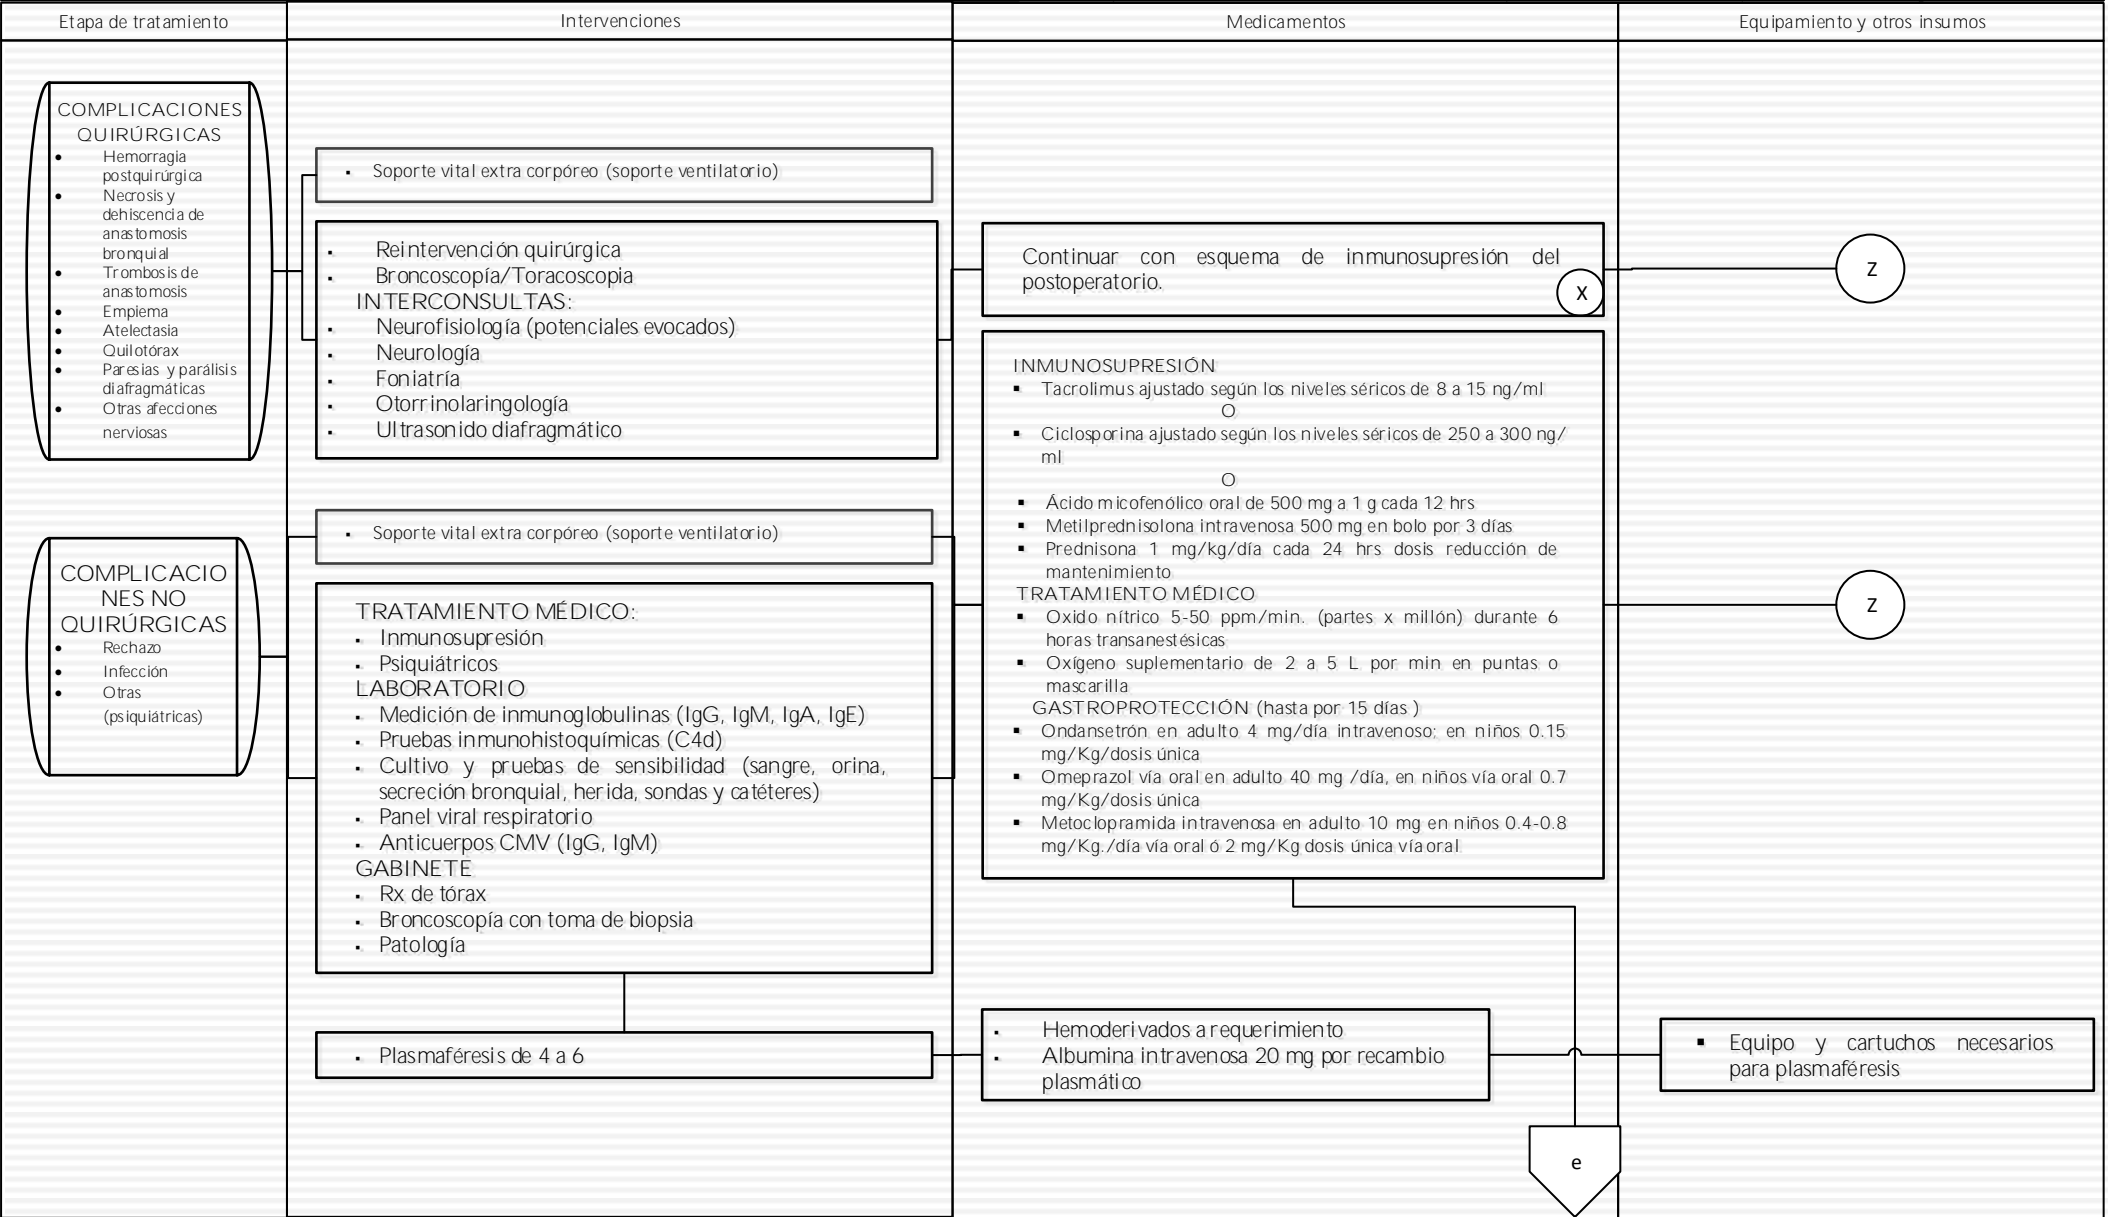 Etapa de tratamiento
Intervenciones
Medicamentos
Equipamiento y otros insumos
COMPLICACIONES
QUIRÚRGICAS
• Hemorragia
postquirúrgica
• Necrosis y
dehiscencia de
anastomosis
bronquial
• Trombosis de
anastomosis
• Empiema
• Atelectasia
• Quilotórax
• Paresias y parálisis
diafragmáticas
• Otras afecciones
nerviosas
▪ Soporte vital extra corpóreo (soporte ventilatorio)
▪ Reintervención quirúrgica
▪ Broncoscopía/Toracoscopia
INTERCONSULTAS:
▪ Neurofisiología (potenciales evocados)
▪ Neurología
▪ Foniatría
▪ Otorrinolaringología
▪ Ultrasonido diafragmático
Continuar con esquema de inmunosupresión del
postoperatorio.
X
Z
COMPLICACIO
NES NO
QUIRÚRGICAS
• Rechazo
• Infección
• Otras
(psiquiátricas)
▪ Soporte vital extra corpóreo (soporte ventilatorio)
TRATAMIENTO MÉDICO:
▪ Inmunosupresión
▪ Psiquiátricos
LABORATORIO
▪ Medición de inmunoglobulinas (IgG, IgM, IgA, IgE)
▪ Pruebas inmunohistoquímicas (C4d)
▪ Cultivo y pruebas de sensibilidad (sangre, orina,
secreción bronquial, herida, sondas y catéteres)
▪ Panel viral respiratorio
▪ Anticuerpos CMV (IgG, IgM)
GABINETE
▪ Rx de tórax
▪ Broncoscopía con toma de biopsia
▪ Patología
INMUNOSUPRESIÓN
▪ Tacrolimus ajustado según los niveles séricos de 8 a 15 ng/ml
O
▪ Ciclosporina ajustado según los niveles séricos de 250 a 300 ng/
ml
O
▪ Ácido micofenólico oral de 500 mg a 1 g cada 12 hrs
▪ Metilprednisolona intravenosa 500 mg en bolo por 3 días
▪ Prednisona 1 mg/kg/día cada 24 hrs dosis reducción de
mantenimiento
TRATAMIENTO MÉDICO
▪ Oxido nítrico 5-50 ppm/min. (partes x millón) durante 6
horas transanestésicas
▪ Oxígeno suplementario de 2 a 5 L por min en puntas o
mascarilla
GASTROPROTECCIÓN (hasta por 15 días )
▪ Ondansetrón en adulto 4 mg/día intravenoso; en niños 0.15
mg/Kg/dosis única
▪ Omeprazol vía oral en adulto 40 mg /día, en niños vía oral 0.7
mg/Kg/dosis única
▪ Metoclopramida intravenosa en adulto 10 mg en niños 0.4-0.8
mg/Kg./día vía oral ó 2 mg/Kg dosis única vía oral
Z
▪ Plasmaféresis de 4 a 6
▪ Hemoderivados a requerimiento
▪ Albumina intravenosa 20 mg por recambio
plasmático
▪ Equipo y cartuchos necesarios
para plasmaféresis
e